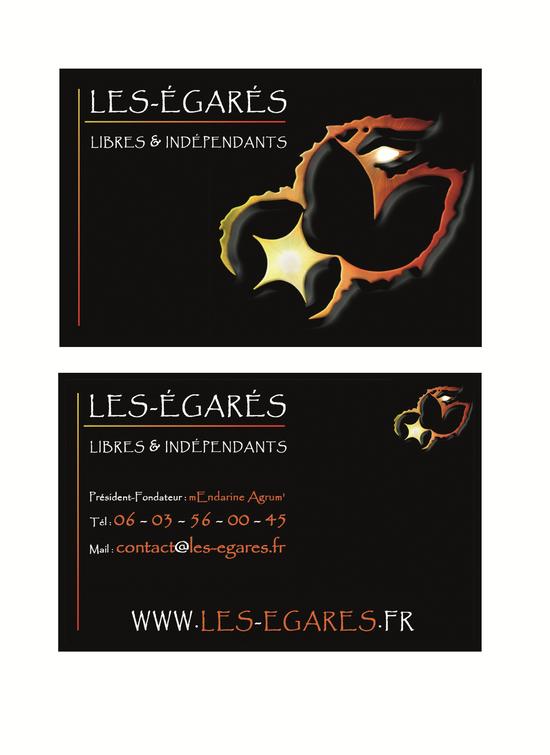 LES-ÉGARÉS
LIBRES & INDÉPENDANTS
LES-ÉGARÉS
LIBRES & INDÉPENDANTS
Président-Fondateur : mEndarine Agrum'
Tél : 06 - 03 - 56 - 00 - 45
Mail : contact@les-egares.fr
WWW.LES-EGARES.FR